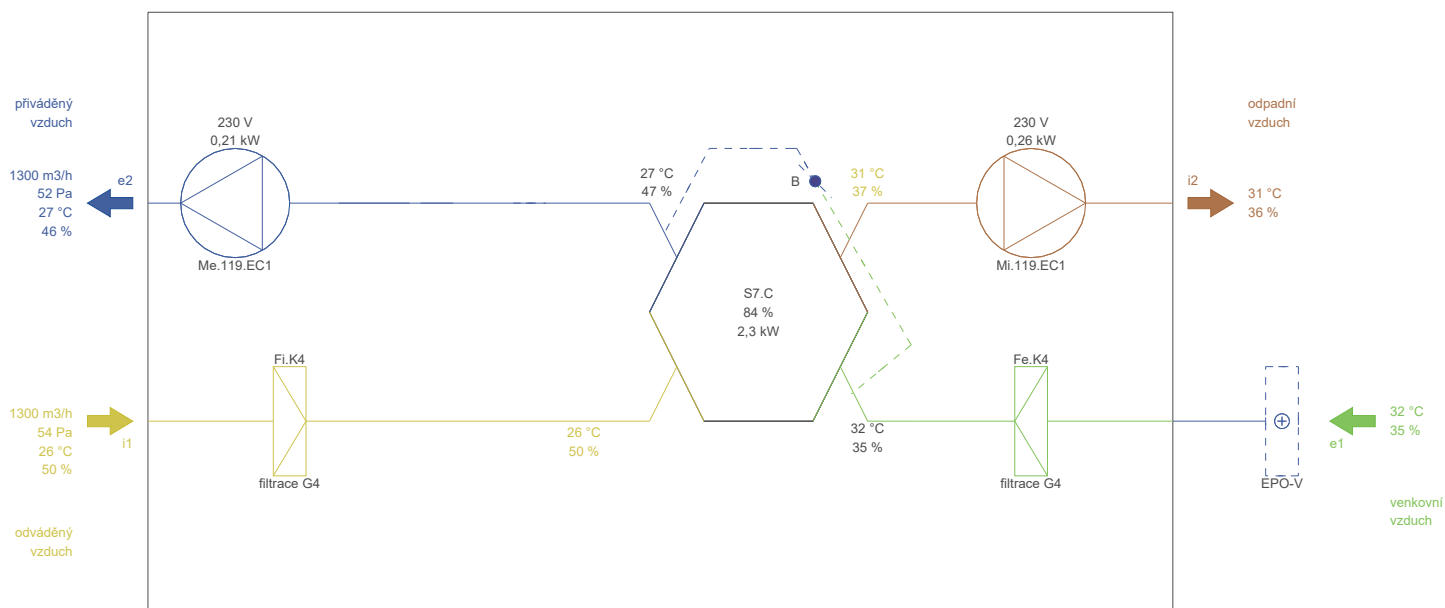 přiváděný
vzduch
1300 m3/h
52 Pa
27 °C
46 %
e2
230 V
0,21 kW
Me.119.EC1
27 °C
47 %
B
31 °C
37 %
230 V
0,26 kW
Mi.119.EC1
odpadní
vzduch
i2
31 °C
36 %
S7.C
84 %
2,3 kW
1300 m3/h
54 Pa
26 °C
50 %
i1
odváděný
vzduch
Fi.K4
filtrace G4
26 °C
50 %
32 °C
35 %
Fe.K4
filtrace G4
EPO-V
e1
32 °C
35 %
venkovní
vzduch